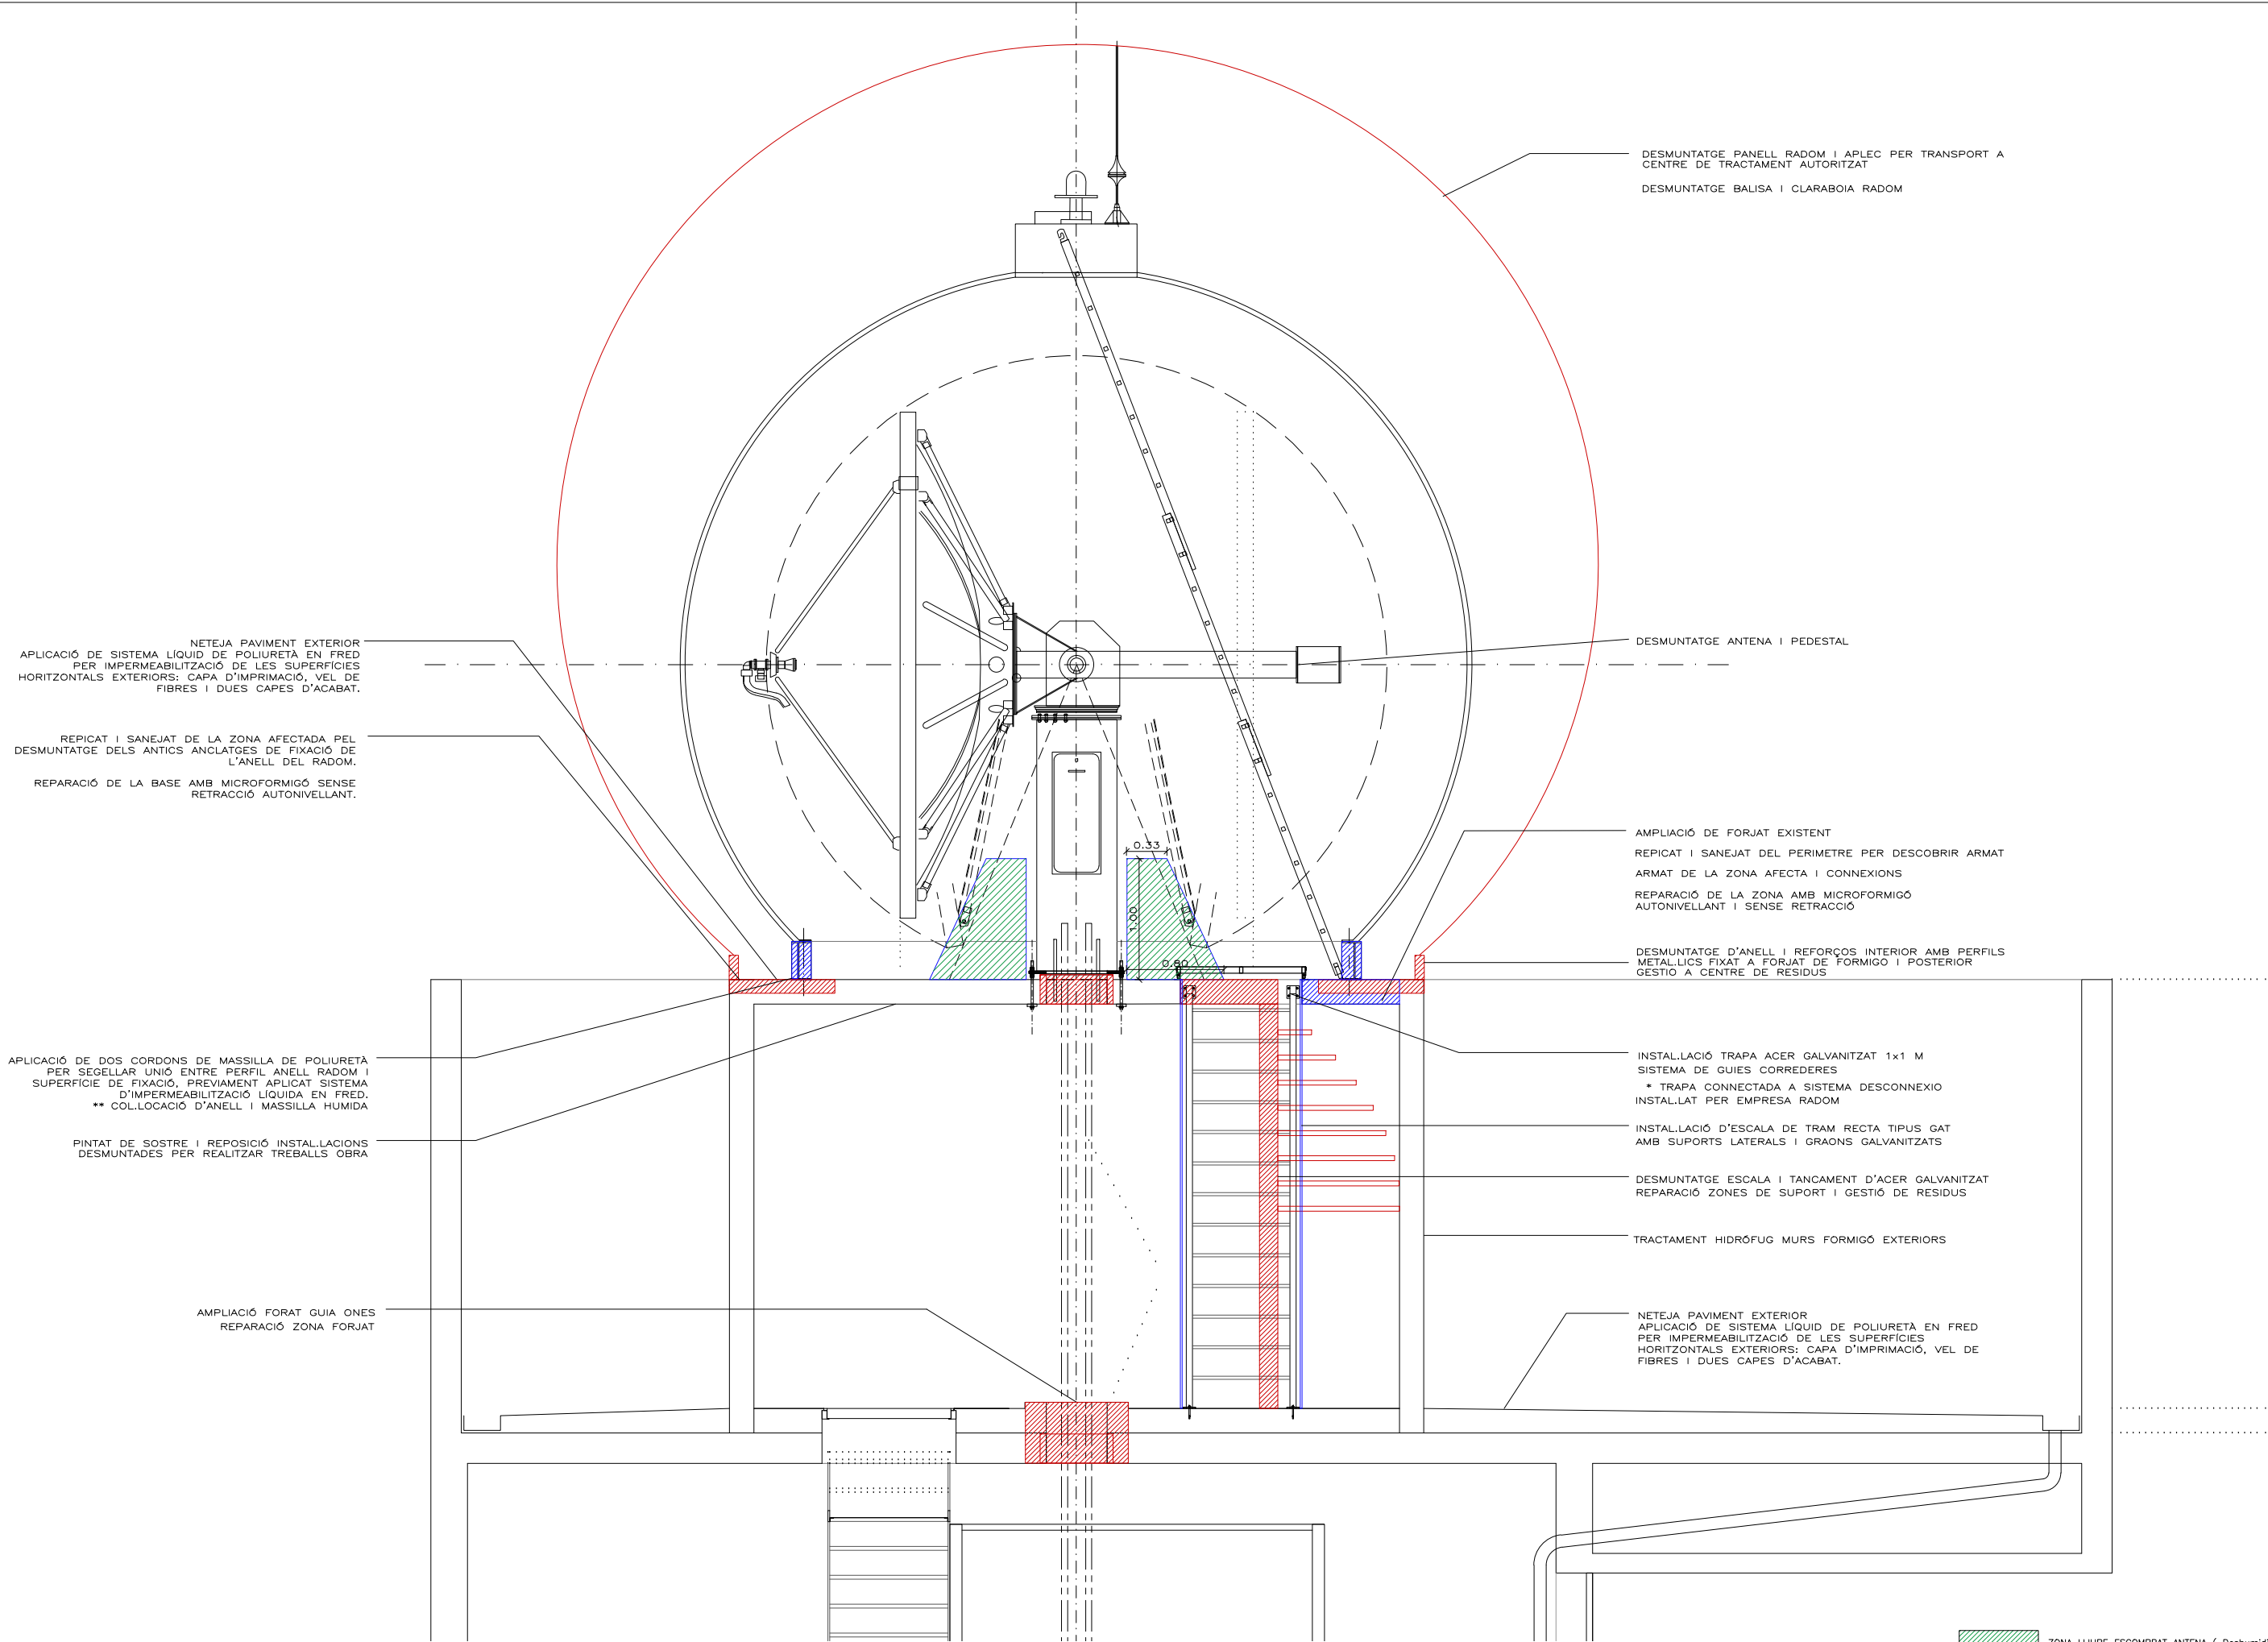 DESMUNTATGE PANELL RADOM I APLEC PER TRANSPORT A
CENTRE DE TRACTAMENT AUTORITZAT
DESMUNTATGE BALISA I CLARABOIA RADOM
NETEJA PAVIMENT EXTERIOR
APLICACIÓ DE SISTEMA LÍQUID DE POLIURETÀ EN FRED
PER IMPERMEABILITZACIÓ DE LES SUPERFÍCIES
HORITZONTALS EXTERIORS: CAPA D'IMPRIMACIÓ, VEL DE
FIBRES I DUES CAPES D'ACABAT.
REPICAT I SANEJAT DE LA ZONA AFECTADA PEL
DESMUNTATGE DELS ANTICS ANCLATGES DE FIXACIÓ DE
L'ANELL DEL RADOM.
REPARACIÓ DE LA BASE AMB MICROFORMIGÓ SENSE
RETRACCIÓ AUTONIVELLANT.
DESMUNTATGE ANTENA I PEDESTAL
0.33
1.00
0.80
AMPLIACIÓ DE FORJAT EXISTENT
REPICAT I SANEJAT DEL PERIMETRE PER DESCOBRIR ARMAT
ARMAT DE LA ZONA AFECTA I CONNEXIONS
REPARACIÓ DE LA ZONA AMB MICROFORMIGÓ
AUTONIVELLANT I SENSE RETRACCIÓ
DESMUNTATGE D'ANELL I REFORÇOS INTERIOR AMB PERFILS
METAL.LICS FIXAT A FORJAT DE FORMIGO I POSTERIOR
GESTIO A CENTRE DE RESIDUS
APLICACIÓ DE DOS CORDONS DE MASSILLA DE POLIURETÀ
PER SEGELLAR UNIÓ ENTRE PERFIL ANELL RADOM I
SUPERFÍCIE DE FIXACIÓ, PREVIAMENT APLICAT SISTEMA
D'IMPERMEABILITZACIÓ LÍQUIDA EN FRED.
** COL.LOCACIÓ D'ANELL I MASSILLA HUMIDA
PINTAT DE SOSTRE I REPOSICIÓ INSTAL.LACIONS
DESMUNTADES PER REALITZAR TREBALLS OBRA
INSTAL.LACIÓ TRAPA ACER GALVANITZAT 1x1 M
SISTEMA DE GUIES CORREDERES
* TRAPA CONNECTADA A SISTEMA DESCONNEXIO
INSTAL.LAT PER EMPRESA RADOM
INSTAL.LACIÓ D'ESCALA DE TRAM RECTA TIPUS GAT
AMB SUPORTS LATERALS I GRAONS GALVANITZATS
DESMUNTATGE ESCALA I TANCAMENT D'ACER GALVANITZAT
REPARACIÓ ZONES DE SUPORT I GESTIÓ DE RESIDUS
TRACTAMENT HIDRÒFUG MURS FORMIGÓ EXTERIORS
AMPLIACIÓ FORAT GUIA ONES
REPARACIÓ ZONA FORJAT
NETEJA PAVIMENT EXTERIOR
APLICACIÓ DE SISTEMA LÍQUID DE POLIURETÀ EN FRED
PER IMPERMEABILITZACIÓ DE LES SUPERFÍCIES
HORITZONTALS EXTERIORS: CAPA D'IMPRIMACIÓ, VEL DE
FIBRES I DUES CAPES D'ACABAT.
ZONA LLIURE ESCOMBRAT ANTENA (